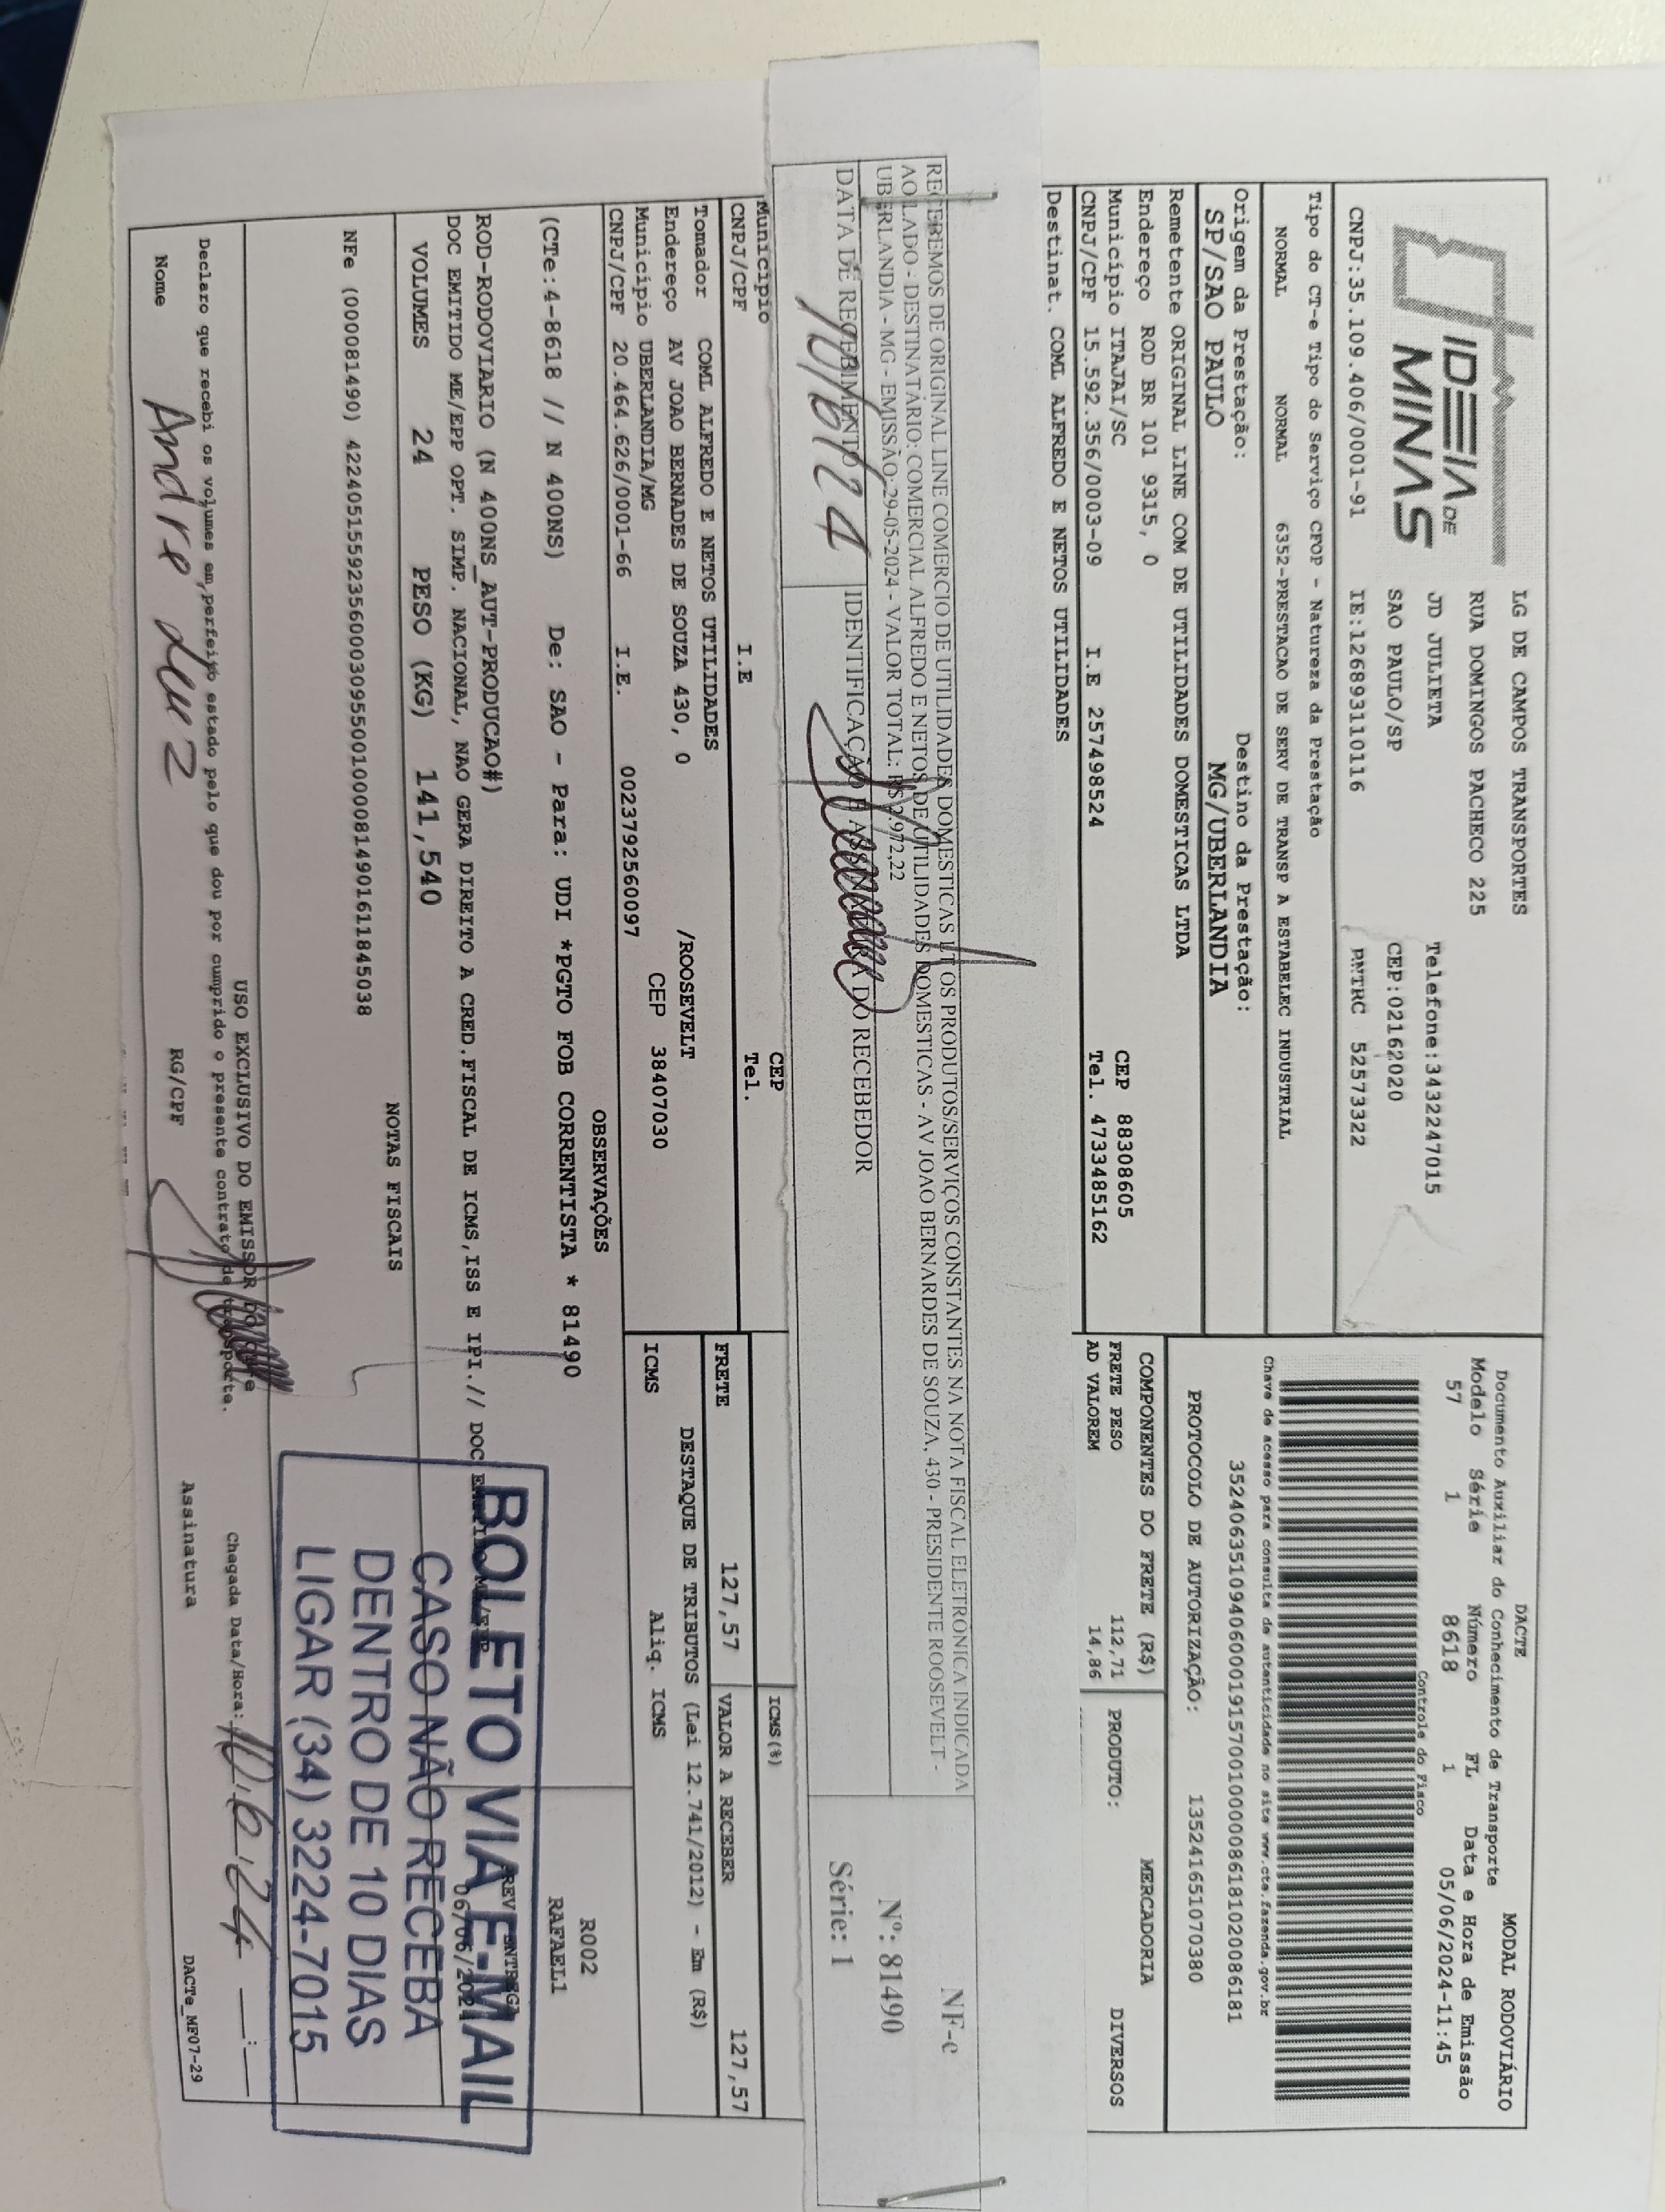 IDEIA DE
MINAS
LG DE CAMPOS TRANSPORTES
RUA DOMINGOS PACHECO 225
JD JULIETA Telefone:3432247015
SAO PAULO/SP CEP:02162020
CNPJ:35.109.406/0001-91 IE:126893110116 RNTRC 52573322
DACTE MODAL RODOVIÁRIO
Documento Auxiliar do Conhecimento de Transporte
Modelo Série Número FL Data e Hora de Emissão
57 1 8618 1 05/06/2024-11:45
Controle do Fisco
Tipo do CT-e Tipo do Serviço CFOP - Natureza da Prestação
NORMAL NORMAL 6352-PRESTACAO DE SERV DE TRANSP A ESTABELEC INDUSTRIAL
Chave de acesso para consulta de autenticidade no site www.cte.fazenda.gov.br
35240635109406000191570010000086181020086181
Origem da Prestação: Destino da Prestação:
SP/SAO PAULO MG/UBERLANDIA
PROTOCOLO DE AUTORIZAÇÃO: 135241651070380
Remetente ORIGINAL LINE COM DE UTILIDADES DOMESTICAS LTDA
Endereço ROD BR 101 9315, 0
Município ITAJAI/SC CEP 88308605
CNPJ/CPF 15.592.356/0003-09 I.E 257498524 Tel. 4733485162
Destinat. COML ALFREDO E NETOS UTILIDADES
COMPONENTES DO FRETE (R$) MERCADORIA
FRETE PESO 112,71 PRODUTO: DIVERSOS
AD VALOREM 14,86
RECEBEMOS DE ORIGINAL LINE COMERCIO DE UTILIDADES DOMESTICAS LT OS PRODUTOS/SERVIÇOS CONSTANTES NA NOTA FISCAL ELETRONICA INDICADA
AO LADO - DESTINATÁRIO: COMERCIAL ALFREDO E NETOS DE UTILIDADES DOMESTICAS - AV JOAO BERNARDES DE SOUZA, 430 - PRESIDENTE ROOSEVELT -
UBERLANDIA - MG - EMISSÃO: 29-05-2024 - VALOR TOTAL: R$ 2.972,22
DATA DE RECEBIMENTO IDENTIFICAÇÃO E ASSINATURA DO RECEBEDOR
10/6/24
NF-e
Nº: 81490
Série: 1
Município CEP
CNPJ/CPF I.E Tel.
ICMS(%)
Tomador COML ALFREDO E NETOS UTILIDADES
Endereço AV JOAO BERNADES DE SOUZA 430, 0 /ROOSEVELT
Município UBERLANDIA/MG CEP 38407030
CNPJ/CPF 20.464.626/0001-66 I.E. 0023792560097
FRETE 127,57 VALOR A RECEBER 127,57
DESTAQUE DE TRIBUTOS (Lei 12.741/2012) - Em (R$)
ICMS Aliq. ICMS
OBSERVAÇÕES
(CTe:4-8618 // N 400NS) De: SAO - Para: UDI *PGTO FOB CORRENTISTA * 81490
R002
RAFAEL1
ROD-RODOVIARIO (N 400NS_AUT-PRODUCAO#)
DOC EMITIDO ME/EPP OPT. SIMP. NACIONAL, NAO GERA DIREITO A CRED.FISCAL DE ICMS,ISS E IPI.// DOC EMITIDO ME/EPP
PREV ENTREGA
06/06/2024
VOLUMES 24 PESO (KG) 141,540
NOTAS FISCAIS
NFe (000081490) 42240515592356000309550010000814901611845038
BOLETO VIA E-MAIL
CASO NÃO RECEBA
DENTRO DE 10 DIAS
LIGAR (34) 3224-7015
USO EXCLUSIVO DO EMISSOR DO CTe
Declaro que recebi os volumes em perfeito estado pelo que dou por cumprido o presente contrato de transporte.
Chegada Data/Hora: 10.6.24 __:__
Nome Andre Luiz RG/CPF Assinatura
DACTe_MF07-29